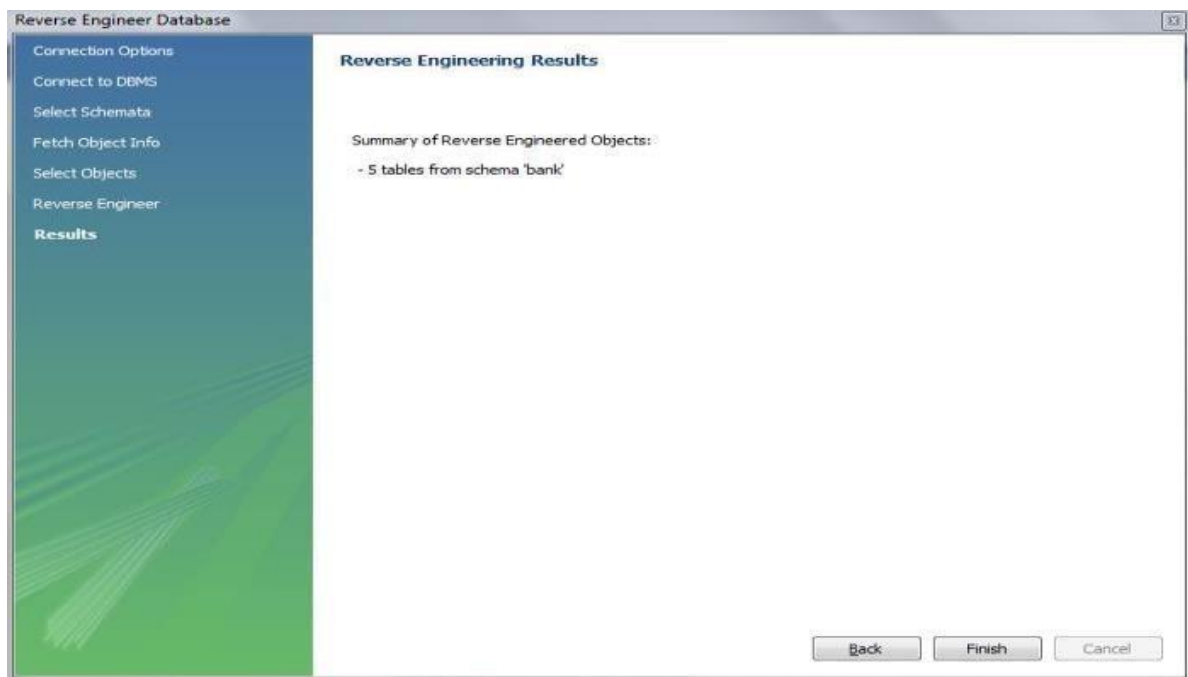 Reverse Engineer Database
Connection Options
Connect to DBMS
Select Schemata
Fetch Object Info
Select Objects
Reverse Engineer
Results
Reverse Engineering Results
Summary of Reverse Engineered Objects:
- 5 tables from schema 'bank'
Back
Finish
Cancel